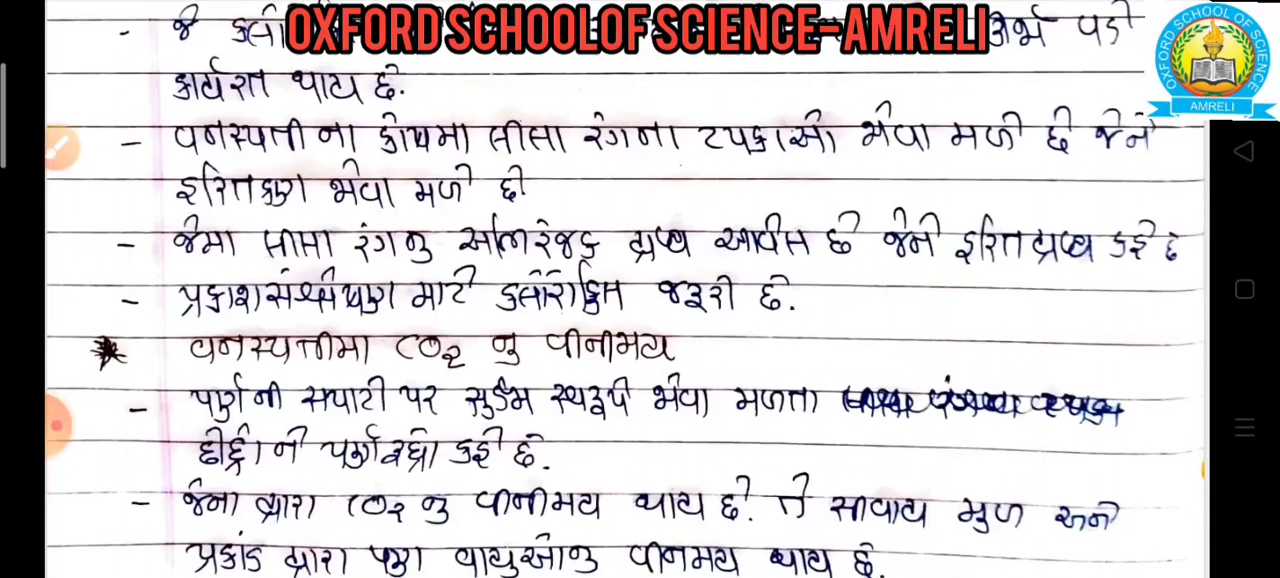 OXFORD SCHOOL OF SCIENCE - AMRELI
OXFORD SCHOOL OF SCIENCE
AMRELI
કાર્યરત થાય છે.
- વનસ્પતીના કોષમા લીલા રંગના ટપકાઓ જોવા મળે છે જેને
હરિતકણ જોવા મળે છે
- જેમા લીલા રંગનુ રંજક દ્રવ્ય આવેલ છે જેને હરિતદ્રવ્ય કહે છે
- પ્રકાશસંશ્લેષણ માટે ક્લોરોફિલ જરૂરી છે.
* વનસ્પતીમા CO₂ નુ વીનીમય
- પર્ણની સપાટી પર સુક્ષ્મ સ્વરૂપે જોવા મળતા
છીદ્રોને પર્ણરંધ્રો કહે છે.
- જેના દ્વારા CO₂ નુ વીનીમય થાય છે. તે સીવાય મુળ અને
પ્રકાંડ દ્વારા પણ વાયુઓનુ વીનમય થાય છે.